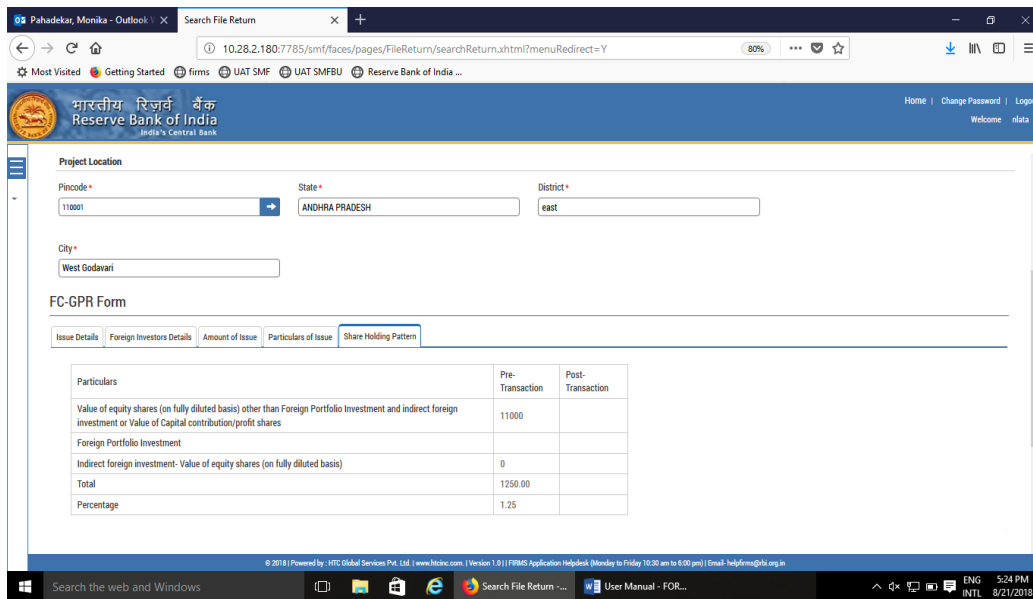 Pahadekar, Monika - Outlook W
Search File Return
10.28.2.180:7785/smf/faces/pages/FileReturn/searchReturn.xhtml?menuRedirect=Y
80%
Most Visited Getting Started firms UAT SMF UAT SMFBU Reserve Bank of India ...
भारतीय रिज़र्व बैंक
Reserve Bank of India
India's Central Bank
Home | Change Password | Logo
Welcome nlata
Project Location
Pincode * State * District *
110001 ANDHRA PRADESH east
City *
West Godavari
FC-GPR Form
Issue Details Foreign Investors Details Amount of Issue Particulars of Issue Share Holding Pattern
Particulars Pre-Transaction Post-Transaction
Value of equity shares (on fully diluted basis) other than Foreign Portfolio Investment and indirect foreign
investment or Value of Capital contribution/profit shares 11000
Foreign Portfolio Investment
Indirect foreign investment- Value of equity shares (on fully diluted basis) 0
Total 1250.00
Percentage 1.25
© 2018 | Powered by : HTC Global Services Pvt. Ltd. | www.htcinc.com. | Version 1.0 | | FIRMS Application Helpdesk (Monday to Friday 10:30 am to 6:00 pm) | Email- helpfirms@rbi.org.in
Search the web and Windows
Search File Return -...
User Manual - FOR...
ENG 5:24 PM
INTL 8/21/2018